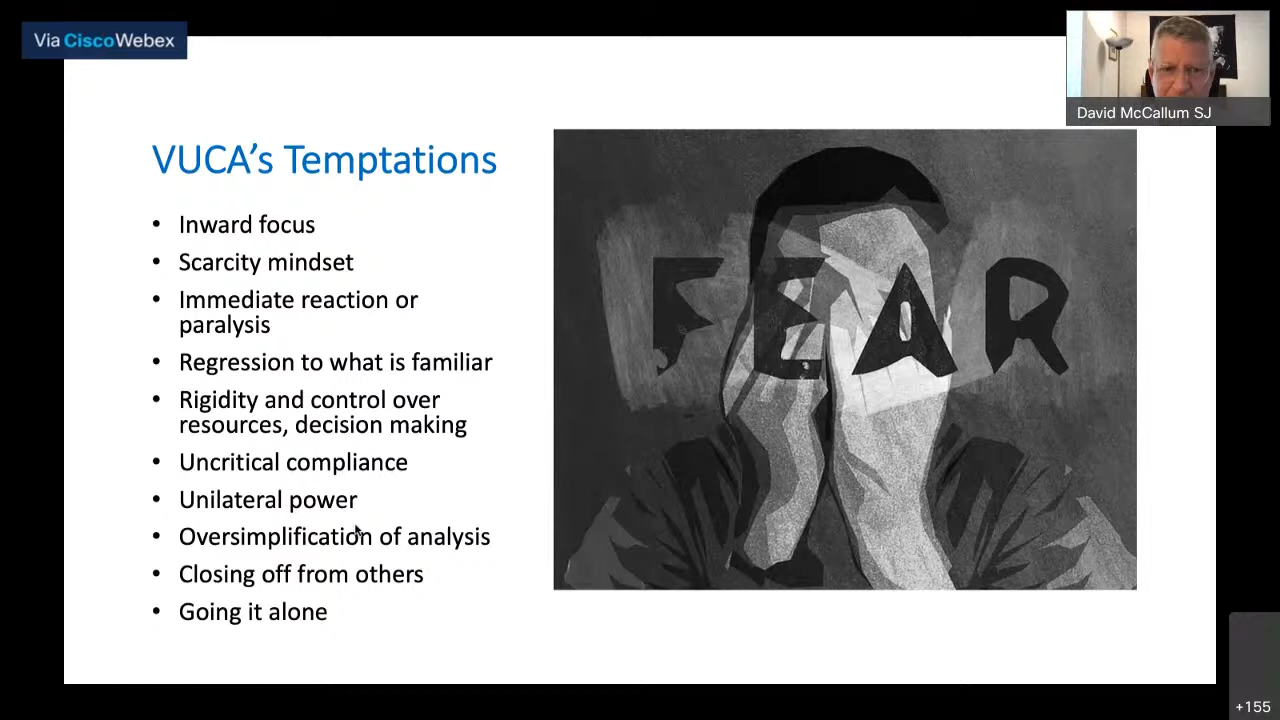 Via Cisco Webex
David McCallum SJ
VUCA's Temptations
• Inward focus
• Scarcity mindset
• Immediate reaction or
paralysis
• Regression to what is familiar
• Rigidity and control over
resources, decision making
• Uncritical compliance
• Unilateral power
• Oversimplification of analysis
• Closing off from others
• Going it alone
FEAR
+155